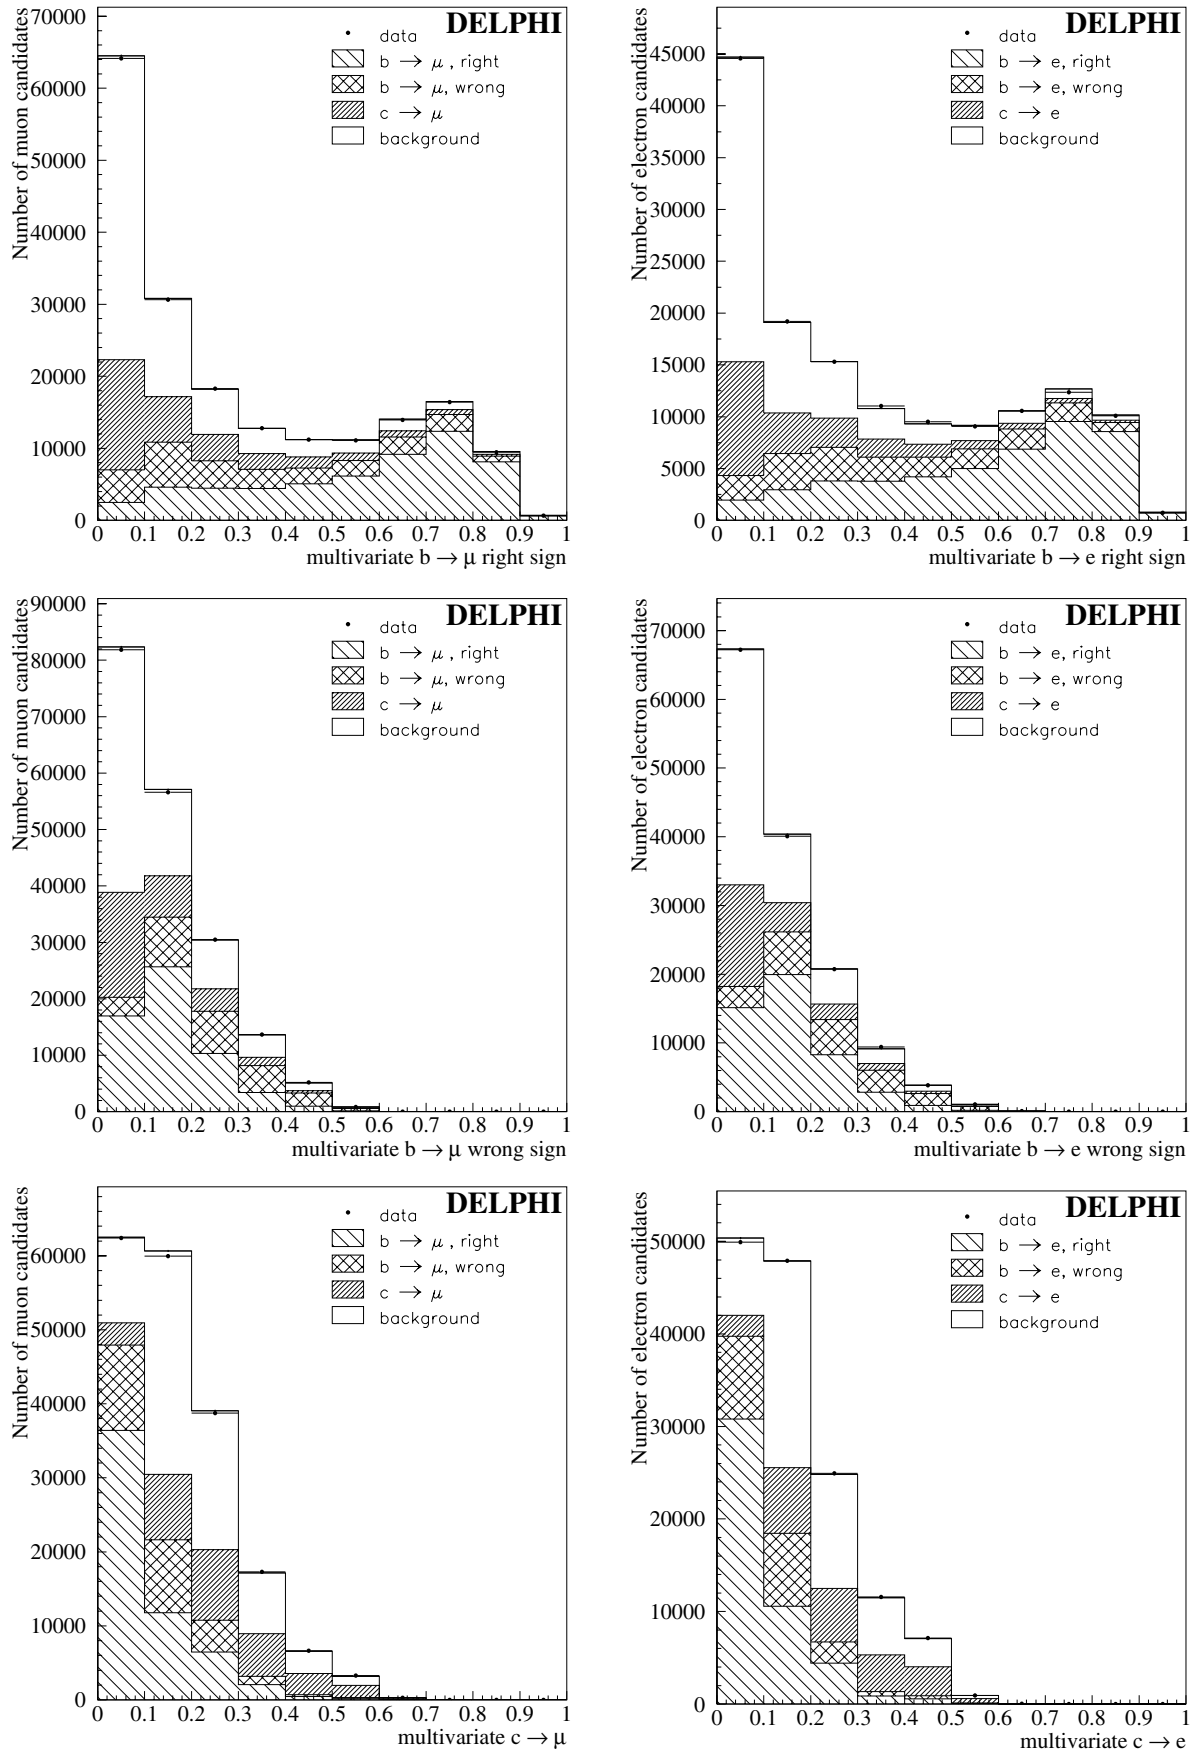 DELPHI
data
b → μ , right
b → μ, wrong
c → μ
background
Number of muon candidates
70000
60000
50000
40000
30000
20000
10000
0
0 0.1 0.2 0.3 0.4 0.5 0.6 0.7 0.8 0.9 1
multivariate b → μ right sign
DELPHI
data
b → e, right
b → e, wrong
c → e
background
Number of electron candidates
45000
40000
35000
30000
25000
20000
15000
10000
5000
0
0 0.1 0.2 0.3 0.4 0.5 0.6 0.7 0.8 0.9 1
multivariate b → e right sign
DELPHI
data
b → μ , right
b → μ, wrong
c → μ
background
Number of muon candidates
90000
80000
70000
60000
50000
40000
30000
20000
10000
0
0 0.1 0.2 0.3 0.4 0.5 0.6 0.7 0.8 0.9 1
multivariate b → μ wrong sign
DELPHI
data
b → e, right
b → e, wrong
c → e
background
Number of electron candidates
70000
60000
50000
40000
30000
20000
10000
0
0 0.1 0.2 0.3 0.4 0.5 0.6 0.7 0.8 0.9 1
multivariate b → e wrong sign
DELPHI
data
b → μ , right
b → μ, wrong
c → μ
background
Number of muon candidates
60000
50000
40000
30000
20000
10000
0
0 0.1 0.2 0.3 0.4 0.5 0.6 0.7 0.8 0.9 1
multivariate c → μ
DELPHI
data
b → e, right
b → e, wrong
c → e
background
Number of electron candidates
50000
40000
30000
20000
10000
0
0 0.1 0.2 0.3 0.4 0.5 0.6 0.7 0.8 0.9 1
multivariate c → e